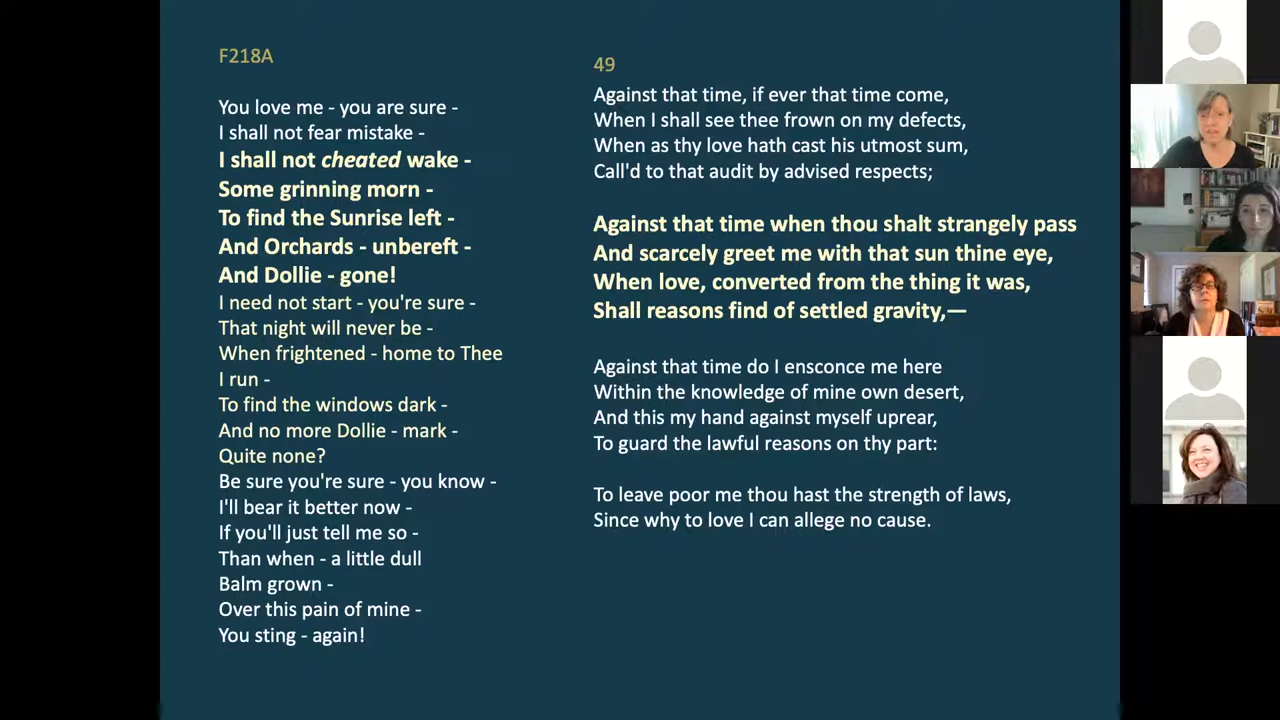 F218A
You love me - you are sure -
I shall not fear mistake -
I shall not cheated wake -
Some grinning morn -
To find the Sunrise left -
And Orchards - unbereft -
And Dollie - gone!
I need not start - you're sure -
That night will never be -
When frightened - home to Thee
I run -
To find the windows dark -
And no more Dollie - mark -
Quite none?
Be sure you're sure - you know -
I'll bear it better now -
If you'll just tell me so -
Than when - a little dull
Balm grown -
Over this pain of mine -
You sting - again!
49
Against that time, if ever that time come,
When I shall see thee frown on my defects,
When as thy love hath cast his utmost sum,
Call'd to that audit by advised respects;
Against that time when thou shalt strangely pass
And scarcely greet me with that sun thine eye,
When love, converted from the thing it was,
Shall reasons find of settled gravity,—
Against that time do I ensconce me here
Within the knowledge of mine own desert,
And this my hand against myself uprear,
To guard the lawful reasons on thy part:
To leave poor me thou hast the strength of laws,
Since why to love I can allege no cause.